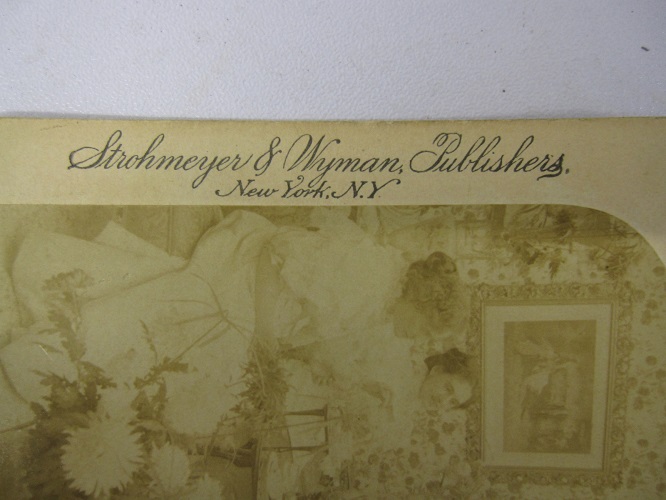 Strohmeyer & Wyman, Publishers,
New York, N.Y.